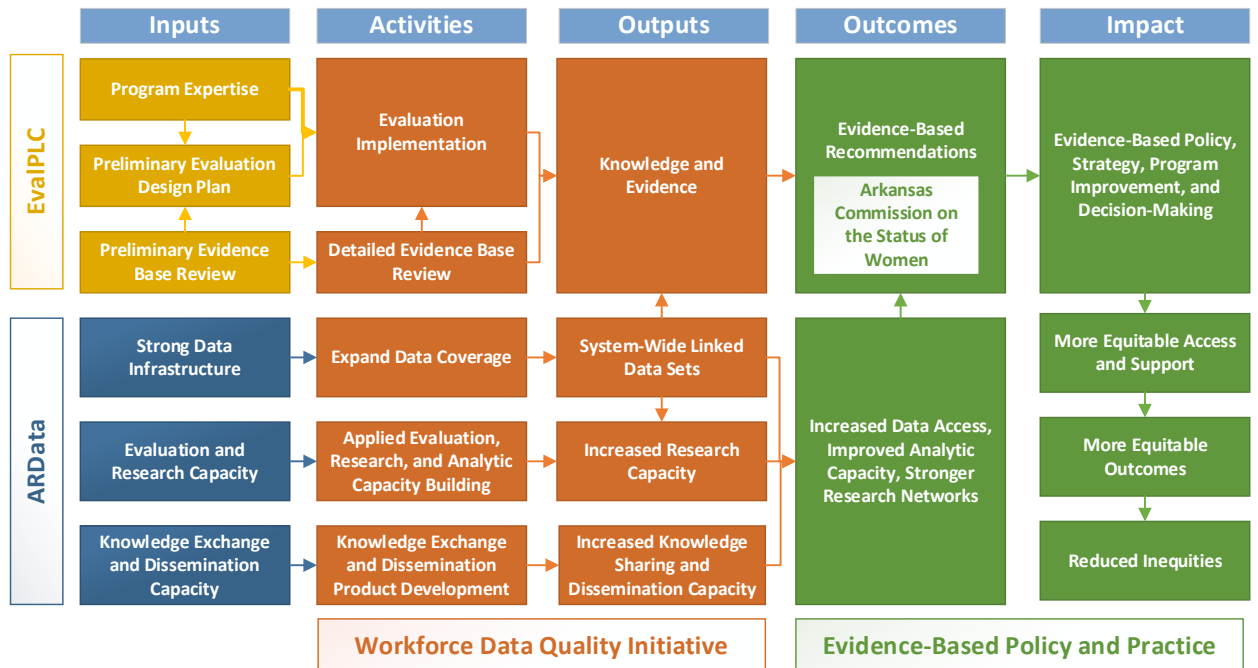 Inputs
Activities
Outputs
Outcomes
Impact
EvalPLC
Program Expertise
Preliminary Evaluation
Design Plan
Preliminary Evidence
Base Review
Evaluation
Implementation
Detailed Evidence Base
Review
Knowledge and
Evidence
Evidence-Based
Recommendations
Arkansas
Commission on
the Status of
Women
Evidence-Based Policy,
Strategy, Program
Improvement, and
Decision-Making
ARData
Strong Data
Infrastructure
Expand Data Coverage
System-Wide Linked
Data Sets
Evaluation and
Research Capacity
Applied Evaluation,
Research, and Analytic
Capacity Building
Increased Research
Capacity
Knowledge Exchange
and Dissemination
Capacity
Knowledge Exchange
and Dissemination
Product Development
Increased Knowledge
Sharing and
Dissemination Capacity
Increased Data Access,
Improved Analytic
Capacity, Stronger
Research Networks
More Equitable Access
and Support
More Equitable
Outcomes
Reduced Inequities
Workforce Data Quality Initiative
Evidence-Based Policy and Practice